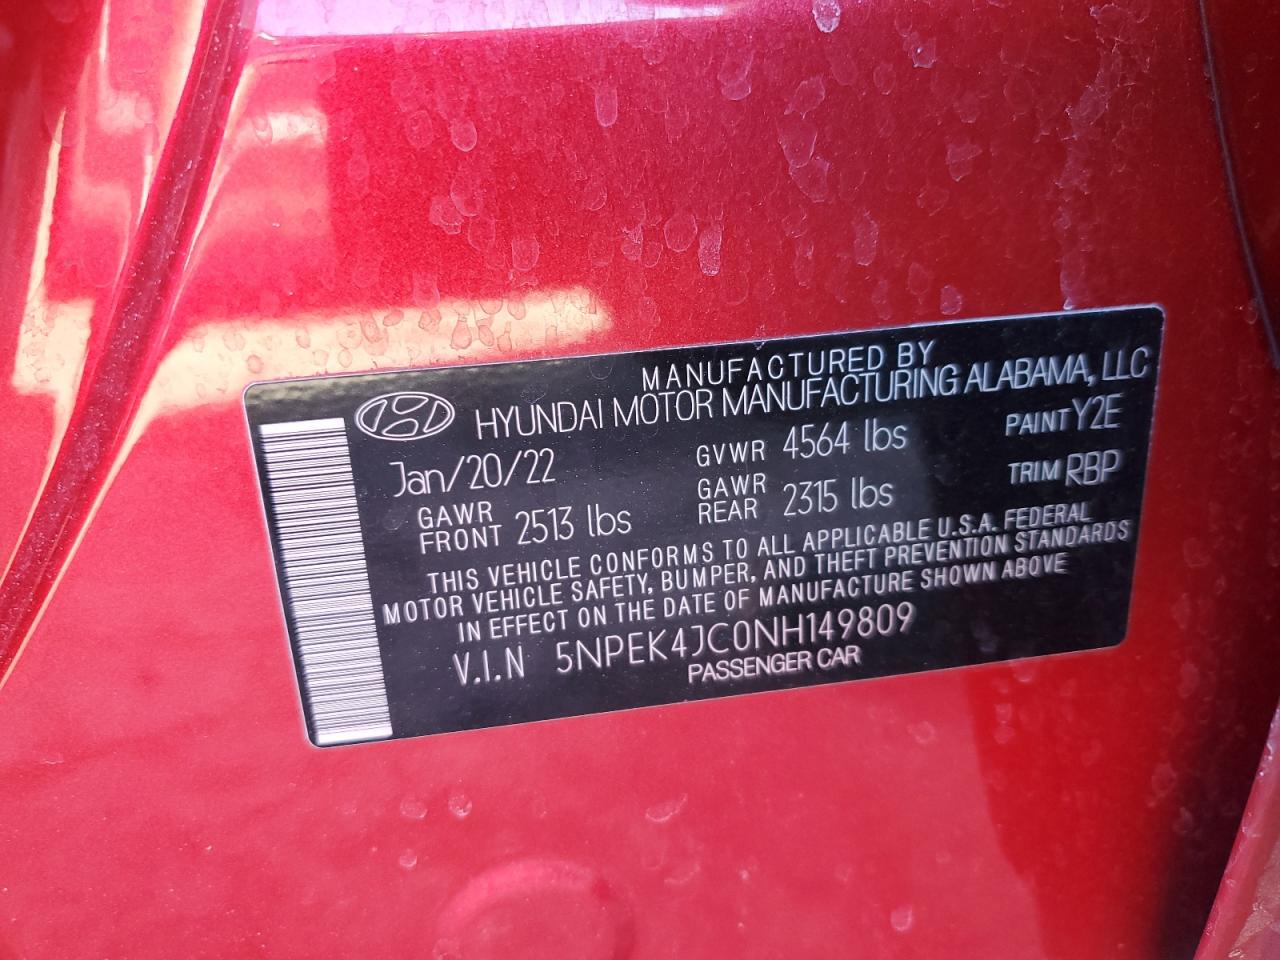 MANUFACTURED BY
HYUNDAI MOTOR MANUFACTURING ALABAMA, LLC
Jan/20/22 GVWR 4564 lbs PAINT Y2E
GAWR FRONT 2513 lbs GAWR REAR 2315 lbs TRIM RBP
THIS VEHICLE CONFORMS TO ALL APPLICABLE U.S.A. FEDERAL
MOTOR VEHICLE SAFETY, BUMPER, AND THEFT PREVENTION STANDARDS
IN EFFECT ON THE DATE OF MANUFACTURE SHOWN ABOVE
V.I.N 5NPEK4JC0NH149809
PASSENGER CAR